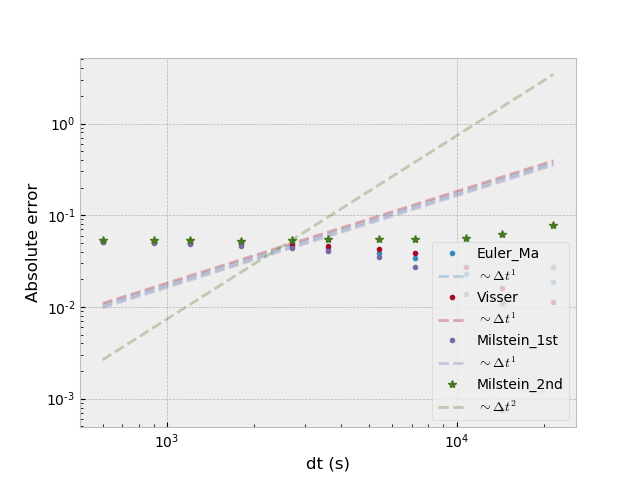 10⁰
10⁻¹
10⁻²
10⁻³
Absolute error
10³
10⁴
dt (s)
Euler_Ma
~Δt¹
Visser
~Δt¹
Milstein_1st
~Δt¹
Milstein_2nd
~Δt²